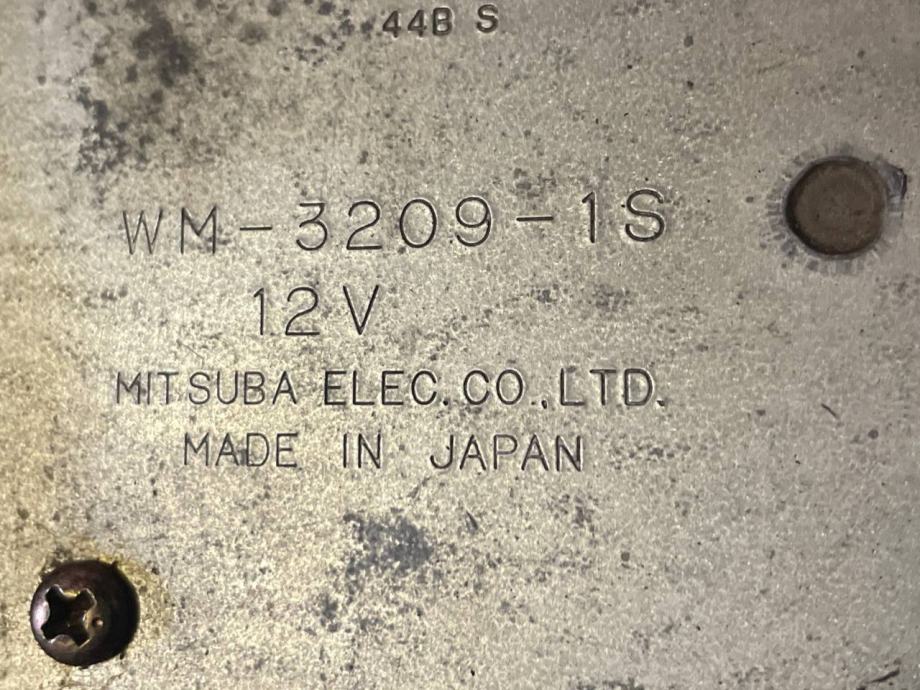 44B S
WM-3209-1S
12V
MITSUBA ELEC.CO.,LTD.
MADE IN JAPAN